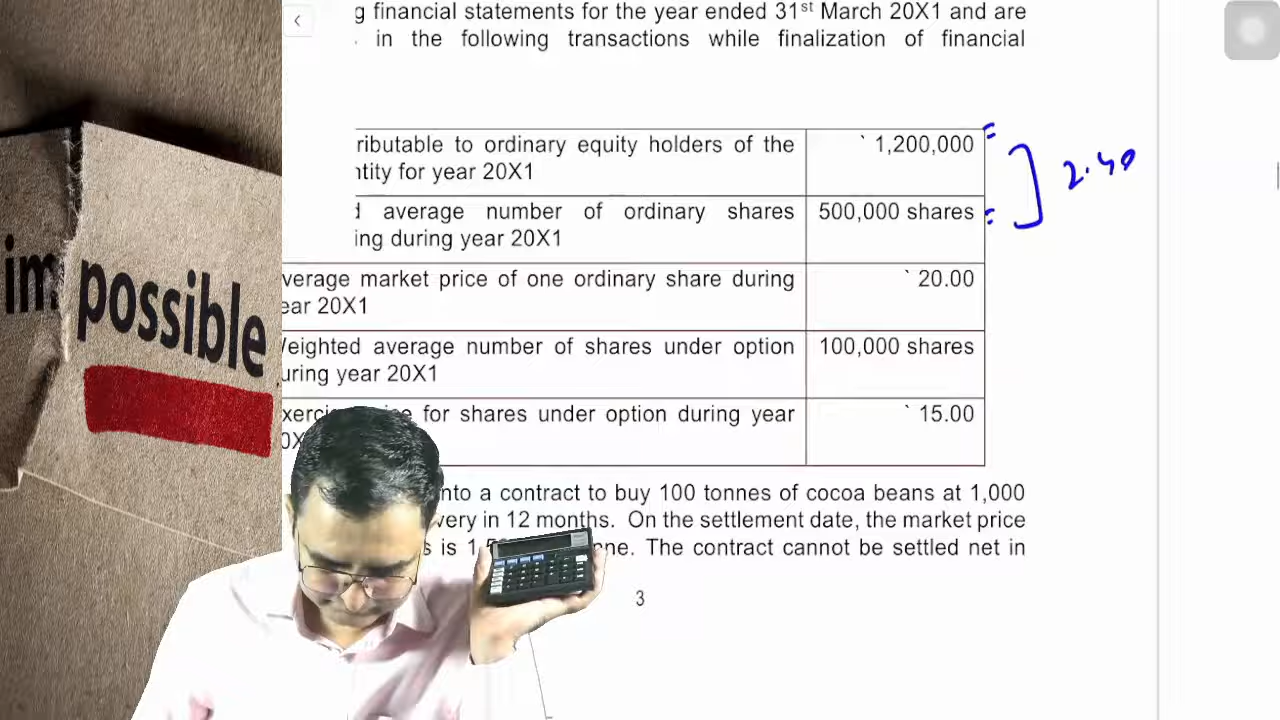 g financial statements for the year ended 31st March 20X1 and are
in the following transactions while finalization of financial
ributable to ordinary equity holders of the
ntity for year 20X1
` 1,200,000
2.40
d average number of ordinary shares
ing during year 20X1
500,000 shares
verage market price of one ordinary share during
ear 20X1
` 20.00
Weighted average number of shares under option
uring year 20X1
100,000 shares
for shares under option during year
` 15.00
nto a contract to buy 100 tonnes of cocoa beans at 1,000
very in 12 months. On the settlement date, the market price
s is nne. The contract cannot be settled net in
3
impossible